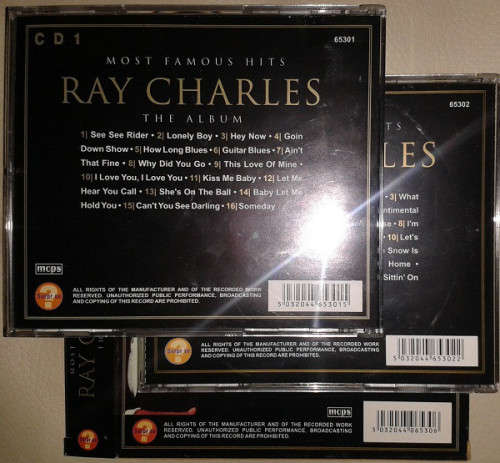 CD 1
65301
MOST FAMOUS HITS
RAY CHARLES
THE ALBUM
1| See See Rider • 2| Lonely Boy • 3| Hey Now • 4| Goin
Down Show • 5| How Long Blues • 6| Guitar Blues • 7| Ain't
That Fine • 8| Why Did You Go • 9| This Love Of Mine •
10| I Love You, I Love You • 11| Kiss Me Baby • 12| Let Me
Hear You Call • 13| She's On The Ball • 14| Baby Let Me
Hold You • 15| Can't You See Darling • 16| Someday
mcps
ALL RIGHTS OF THE MANUFACTURER AND OF THE RECORDED WORK
RESERVED. UNAUTHORIZED PUBLIC PERFORMANCE, BROADCASTING
AND COPYING OF THIS RECORD ARE PROHIBITED.
5 032044 653015
65302
ITS
LES
3| What
ntimental
se • 8| I'm
10| Let's
Snow Is
Home •
Sittin' On
ALL RIGHTS OF THE MANUFACTURER AND OF THE RECORDED WORK
RESERVED. UNAUTHORIZED PUBLIC PERFORMANCE, BROADCASTING
AND COPYING OF THIS RECORD ARE PROHIBITED.
5 032044 653022
MOST
RAY CH
ALL RIGHTS OF THE MANUFACTURER AND OF THE RECORDED WORK
RESERVED. UNAUTHORIZED PUBLIC PERFORMANCE, BROADCASTING
AND COPYING OF THIS RECORD ARE PROHIBITED.
mcps
5 032044 065306